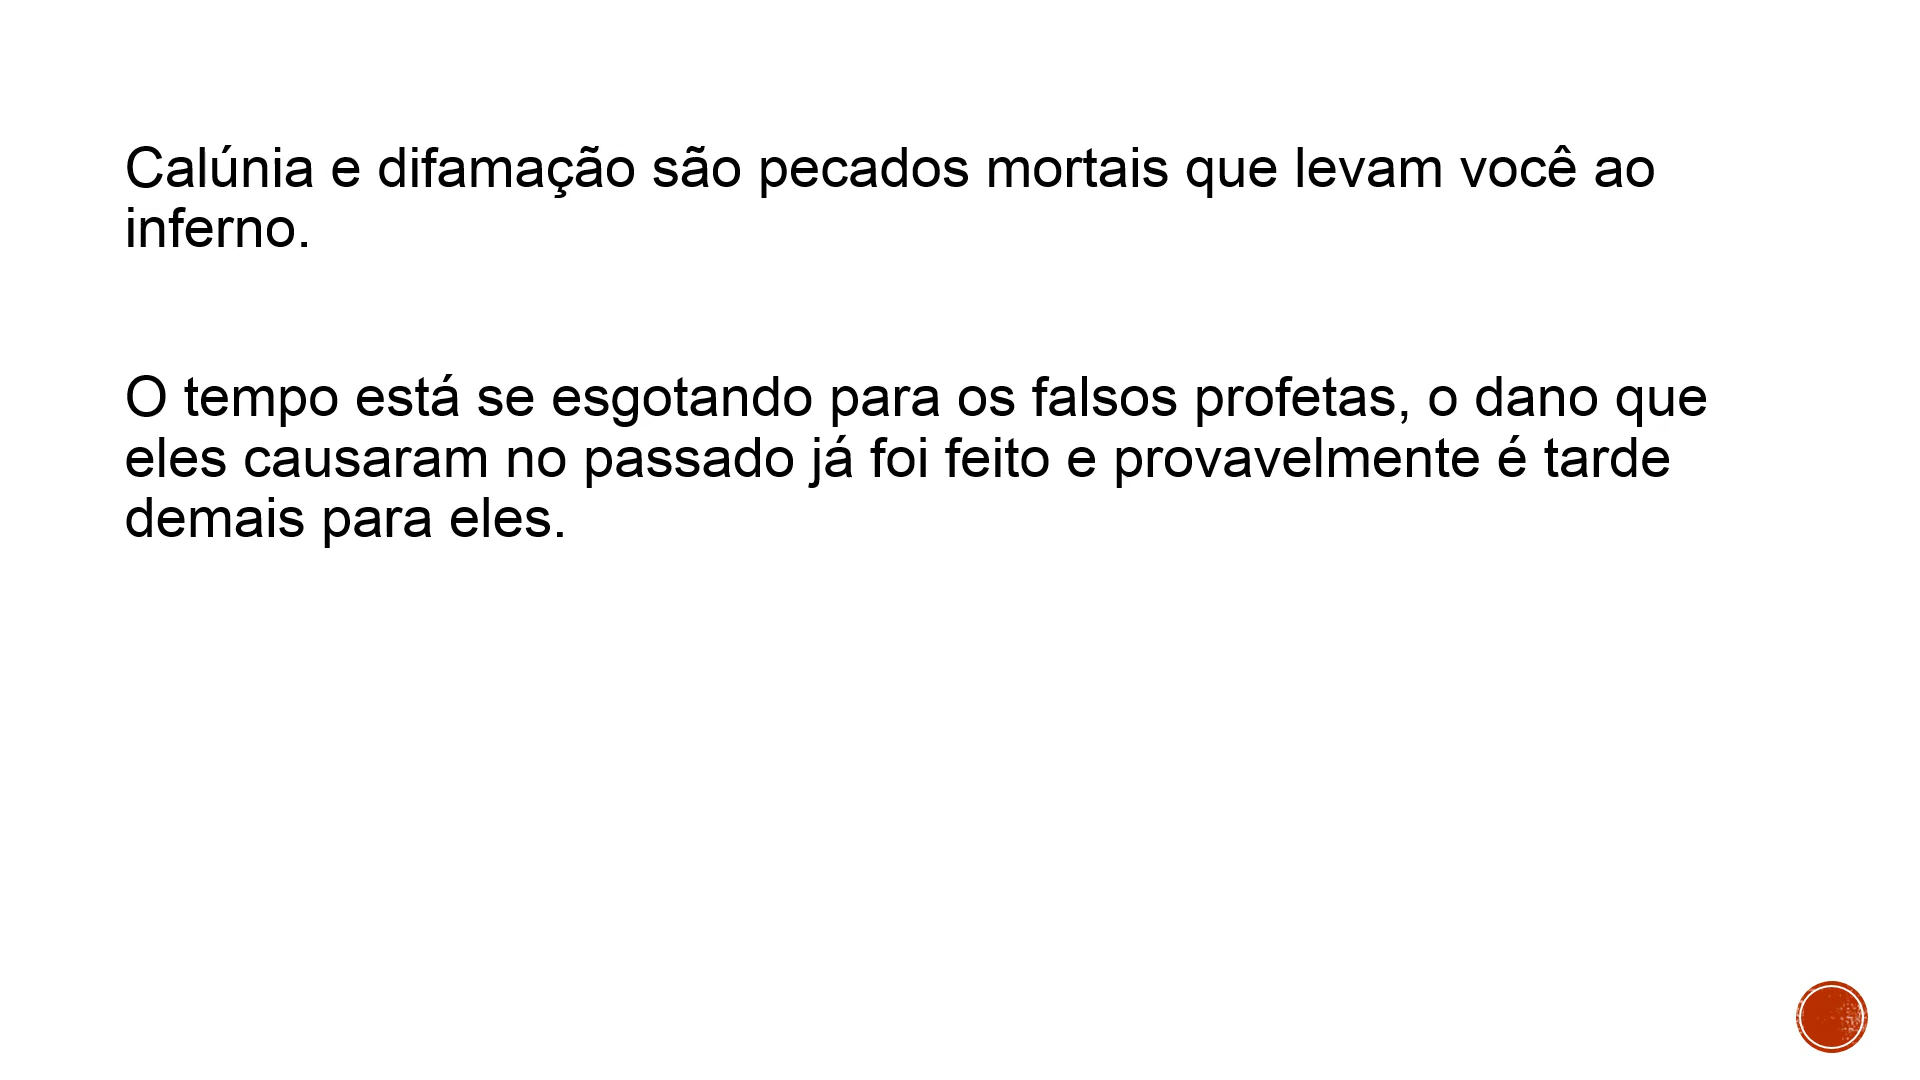 Calúnia e difamação são pecados mortais que levam você ao
inferno.
O tempo está se esgotando para os falsos profetas, o dano que
eles causaram no passado já foi feito e provavelmente é tarde
demais para eles.